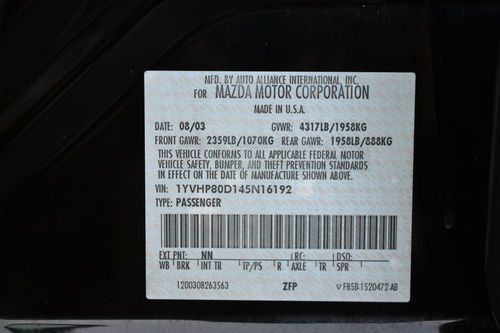 MFD. BY AUTO ALLIANCE INTERNATIONAL, INC.
FOR MAZDA MOTOR CORPORATION
MADE IN U.S.A.
DATE: 08/03 GVWR: 4317LB/1958KG
FRONT GAWR: 2359LB/1070KG REAR GAWR: 1958LB/888KG
THIS VEHICLE CONFORMS TO ALL APPLICABLE FEDERAL MOTOR
VEHICLE SAFETY, BUMPER, AND THEFT PREVENTION STANDARDS
IN EFFECT ON THE DATE OF MANUFACTURE SHOWN ABOVE.
VIN: 1YVHP80D145N16192
TYPE: PASSENGER
EXT PNT: NN RC: DSO:
WB BRK INT TR TP/PS R AXLE TR SPR
1200308263563 ZFP F85B-1520472-AB